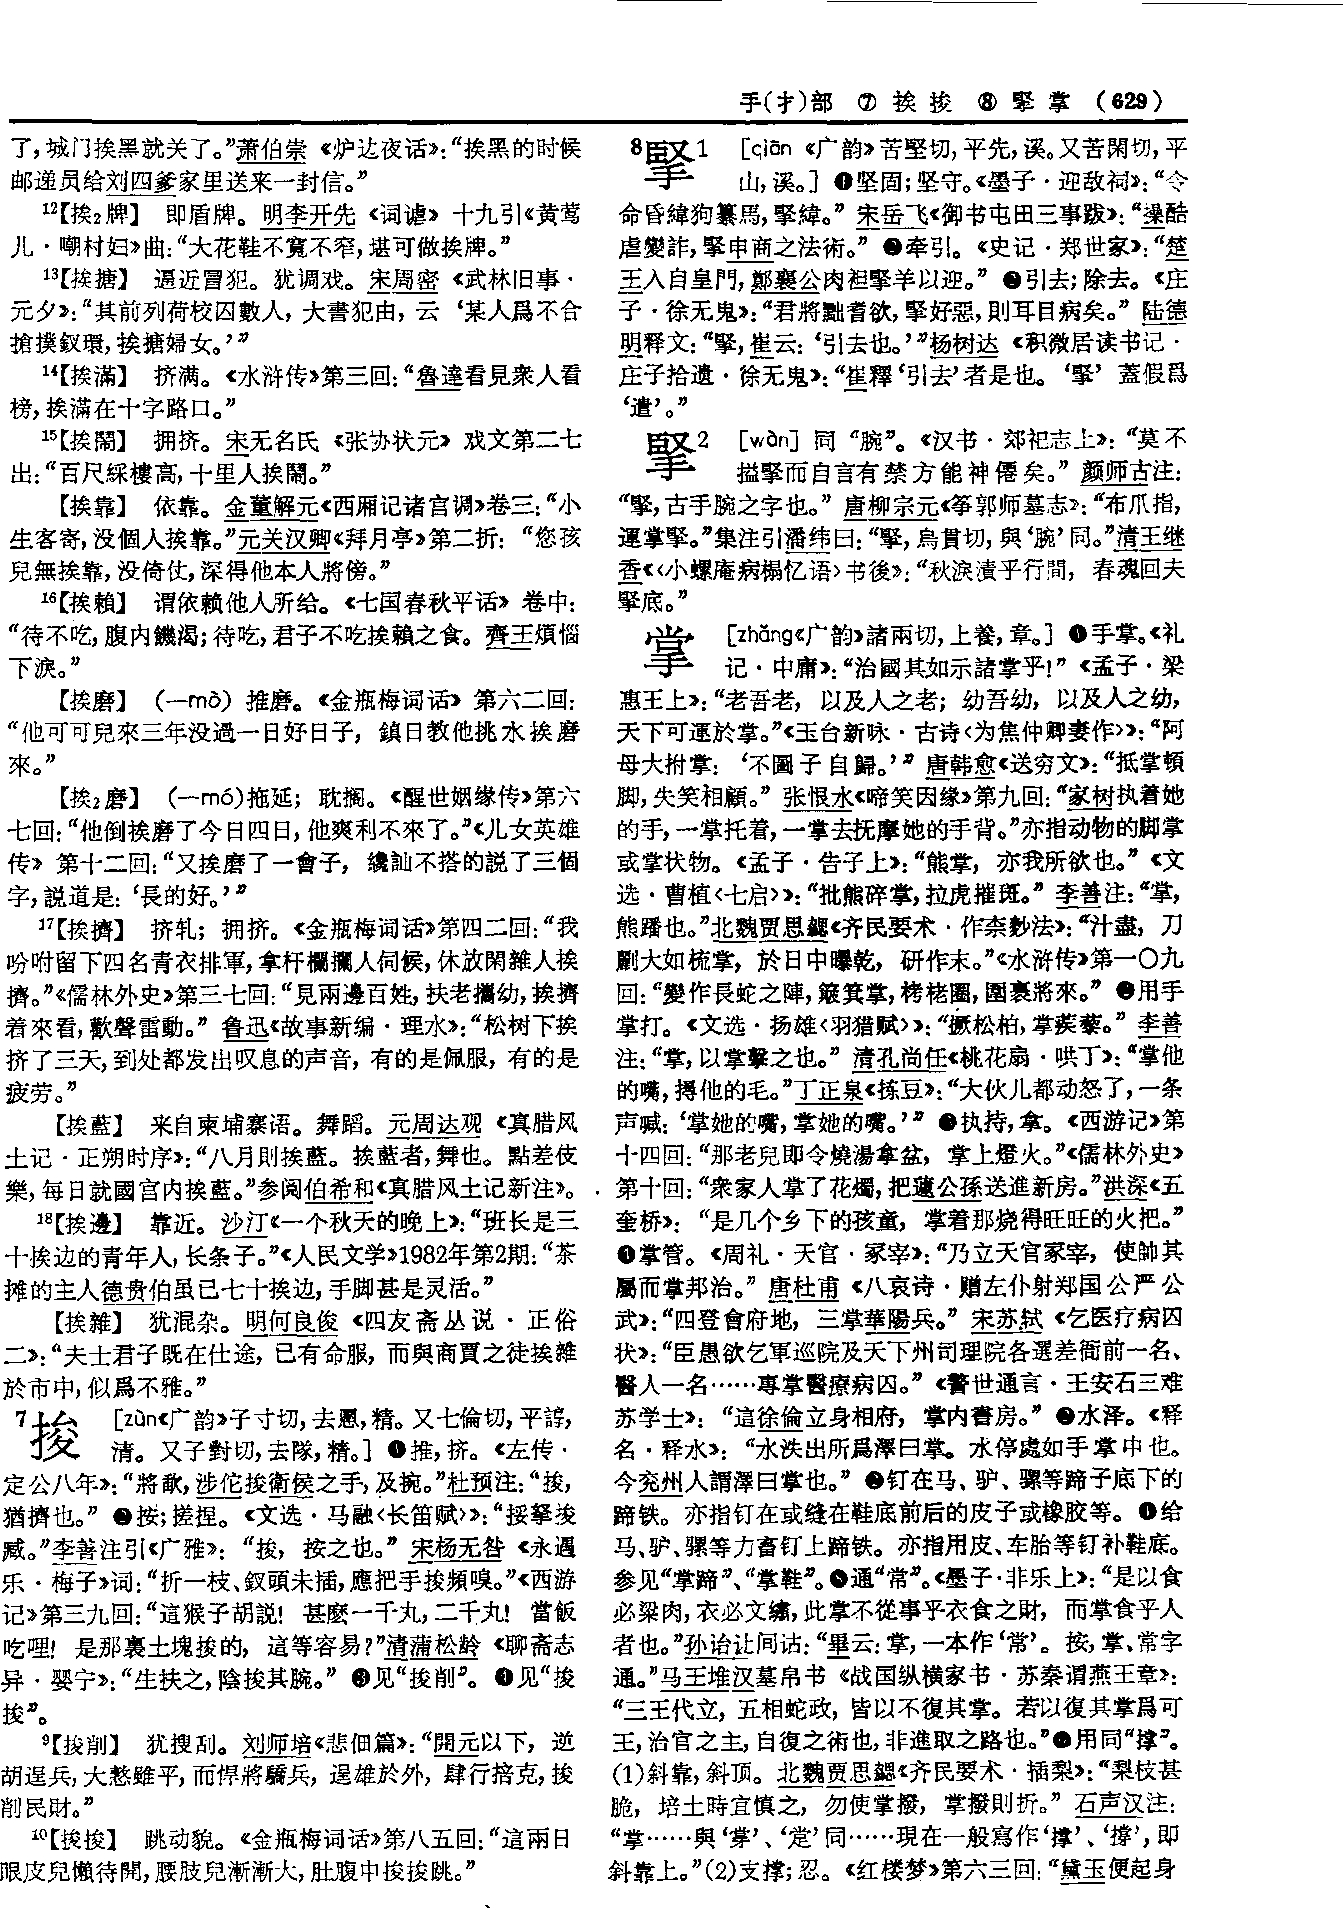 手(扌)部 ⑦ 挨 捘 ⑧ 掔 掌 (629)
了,城门挨黑就关了。”萧伯崇《炉边夜话》:“挨黑的时候
邮递员给刘四爹家里送来一封信。”
12【挨2牌】 即盾牌。明李开先《词谑》十九引《黄莺
儿·嘲村妇》曲:“大花鞋不寬不窄,堪可做挨牌。”
13【挨搪】 逼近冒犯。犹调戏。宋周密《武林旧事·
元夕》:“其前列荷校囚數人,大書犯由,云‘某人爲不合
搶撲釵環,挨搪婦女。’”
14【挨滿】 挤满。《水浒传》第三回:“魯達看見衆人看
榜,挨滿在十字路口。”
15【挨鬧】 拥挤。宋无名氏《张协状元》戏文第二七
出:“百尺綵樓高,十里人挨鬧。”
【挨靠】 依靠。金董解元《西厢记诸宫调》卷三:“小
生客寄,没個人挨靠。”元关汉卿《拜月亭》第二折:“您孩
兒無挨靠,没倚仗,深得他本人將傍。”
16【挨賴】 谓依赖他人所给。《七国春秋平话》卷中:
“待不吃,腹内饑渴;待吃,君子不吃挨賴之食。齊王煩惱
下淚。”
【挨磨】 (—mò) 推磨。《金瓶梅词话》第六二回:
“他可可兒來三年没過一日好日子,鎮日教他挑水挨磨
來。”
【挨2磨】 (—mó)拖延;耽搁。《醒世姻缘传》第六
七回:“他倒挨磨了今日四日,他爽利不來了。”《儿女英雄
传》第十二回:“又挨磨了一會子,纔訕不搭的説了三個
字,説道是:‘長的好。’”
17【挨擠】 挤轧;拥挤。《金瓶梅词话》第四二回:“我
吩咐留下四名青衣排軍,拿杆欄攔人伺候,休放閑雜人挨
擠。”《儒林外史》第三七回:“見兩邊百姓,扶老攜幼,挨擠
着來看,歡聲雷動。”鲁迅《故事新编·理水》:“松树下挨
挤了三天,到处都发出叹息的声音,有的是佩服,有的是
疲劳。”
【挨藍】 来自柬埔寨语。舞蹈。元周达观《真腊风
土记·正朔时序》:“八月則挨藍。挨藍者,舞也。點差伎
樂,每日就國宫内挨藍。”参阅伯希和《真腊风土记新注》。
18【挨邊】 靠近。沙汀《一个秋天的晚上》:“班长是三
十挨边的青年人,长条子。”《人民文学》1982年第2期:“茶
摊的主人德贵伯虽已七十挨边,手脚甚是灵活。”
【挨雜】 犹混杂。明何良俊《四友斋丛说·正俗
二》:“夫士君子既在仕途,已有命服,而與商賈之徒挨雜
於市中,似爲不雅。”
7捘 [zùn《广韵》子寸切,去慁,精。又七倫切,平諄,
清。又子對切,去隊,精。] ❶推,挤。《左传·
定公八年》:“將歃,涉佗捘衛侯之手,及捥。”杜预注:“捘,
猶擠也。” ❷按;搓捏。《文选·马融〈长笛赋〉》:“挼拏捘
臧。”李善注引《广雅》:“捘,按之也。”宋杨无咎《永遇
乐·梅子》词:“折一枝、釵頭未插,應把手捘頻嗅。”《西游
记》第三九回:“這猴子胡説!甚麽一千丸,二千丸!當飯
吃哩!是那裏土塊捘的,這等容易?”清蒲松龄《聊斋志
异·婴宁》:“生扶之,陰捘其腕。” ❸见“捘削”。 ❹见“捘
捘”。
9【捘削】 犹搜刮。刘师培《悲佃篇》:“開元以下,逆
胡逞兵,大憝雖平,而悍將驕兵,逞雄於外,肆行掊克,捘
削民財。”
10【捘捘】 跳动貌。《金瓶梅词话》第八五回:“這兩日
眼皮兒懶待開,腰肢兒漸漸大,肚腹中捘捘跳。”
8掔1 [qiān《广韵》苦堅切,平先,溪。又苦閑切,平
山,溪。] ❶坚固;坚守。《墨子·迎敌祠》:“令
命昏緯狗纂馬,掔緯。”宋岳飞《御书屯田三事跋》:“操酷
虐變詐,掔申商之法術。” ❷牵引。《史记·郑世家》:“楚
王入自皇門,鄭襄公肉袒掔羊以迎。” ❸引去;除去。《庄
子·徐无鬼》:“君將黜耆欲,掔好惡,則耳目病矣。”陆德
明释文:“掔,崔云:‘引去也。’”杨树达《积微居读书记·
庄子拾遗·徐无鬼》:“崔釋‘引去’者是也。‘掔’蓋假爲
‘遣’。”
掔2 [wàn] 同“腕”。《汉书·郊祀志上》:“莫不
搤掔而自言有禁方能神僊矣。”颜师古注:
“掔,古手腕之字也。”唐柳宗元《筝郭师墓志》:“布爪指,
運掌掔。”集注引潘纬曰:“掔,烏貫切,與‘腕’同。”清王继
香《〈小螺庵病榻忆语〉书後》:“秋淚漬乎行間,春魂回夫
掔底。”
掌 [zhǎng《广韵》諸兩切,上養,章。] ❶手掌。《礼
记·中庸》:“治國其如示諸掌乎!”《孟子·梁
惠王上》:“老吾老,以及人之老;幼吾幼,以及人之幼,
天下可運於掌。”《玉台新咏·古诗〈为焦仲卿妻作〉》:“阿
母大拊掌:‘不圖子自歸。’”唐韩愈《送穷文》:“抵掌頓
脚,失笑相顧。”张恨水《啼笑因缘》第九回:“家树执着她
的手,一掌托着,一掌去抚摩她的手背。”亦指动物的脚掌
或掌状物。《孟子·告子上》:“熊掌,亦我所欲也。”《文
选·曹植〈七启〉》:“批熊碎掌,拉虎摧斑。”李善注:“掌,
熊蹯也。”北魏贾思勰《齐民要术·作柰麨法》:“汁盡,刀
劚大如梳掌,於日中曝乾,研作末。”《水浒传》第一〇九
回:“變作長蛇之陣,簸箕掌,栲栳圈,圍裹將來。” ❷用手
掌打。《文选·扬雄〈羽猎赋〉》:“撅松柏,掌蒺藜。”李善
注:“掌,以掌擊之也。”清孔尚任《桃花扇·哄丁》:“掌他
的嘴,撏他的毛。”丁正泉《拣豆》:“大伙儿都动怒了,一条
声喊:‘掌她的嘴,掌她的嘴。’” ❸执持,拿。《西游记》第
十四回:“那老兒即令燒湯拿盆,掌上燈火。”《儒林外史》
第十回:“衆家人掌了花燭,把蘧公孫送進新房。”洪深《五
奎桥》:“是几个乡下的孩童,掌着那烧得旺旺的火把。”
❹掌管。《周礼·天官·冢宰》:“乃立天官冢宰,使帥其
屬而掌邦治。”唐杜甫《八哀诗·赠左仆射郑国公严公
武》:“四登會府地,三掌華陽兵。”宋苏轼《乞医疗病囚
状》:“臣愚欲乞軍巡院及天下州司理院各選差衙前一名、
醫人一名……專掌醫療病囚。”《警世通言·王安石三难
苏学士》:“這徐倫立身相府,掌内書房。” ❺水泽。《释
名·释水》:“水泆出所爲澤曰掌。水停處如手掌中也。
今兖州人謂澤曰掌也。” ❻钉在马、驴、骡等蹄子底下的
蹄铁。亦指钉在或缝在鞋底前后的皮子或橡胶等。 ❼给
马、驴、骡等力畜钉上蹄铁。亦指用皮、车胎等钉补鞋底。
参见“掌蹄”、“掌鞋”。❽通“常”。《墨子·非乐上》:“是以食
必粱肉,衣必文繡,此掌不從事乎衣食之財,而掌食乎人
者也。”孙诒让间诂:“畢云:掌,一本作‘常’。按,掌、常字
通。”马王堆汉墓帛书《战国纵横家书·苏秦谓燕王章》:
“三王代立,五相蛇政,皆以不復其掌。若以復其掌爲可
王,治官之主,自復之術也,非進取之路也。”❾用同“撑”。
(1)斜靠,斜顶。北魏贾思勰《齐民要术·插梨》:“梨枝甚
脆,培土時宜慎之,勿使掌撥,掌撥則折。”石声汉注:
“掌……與‘㨃’、‘定’同……現在一般寫作‘撑’、‘撐’,即
斜靠上。”(2)支撑;忍。《红楼梦》第六三回:“黛玉便起身